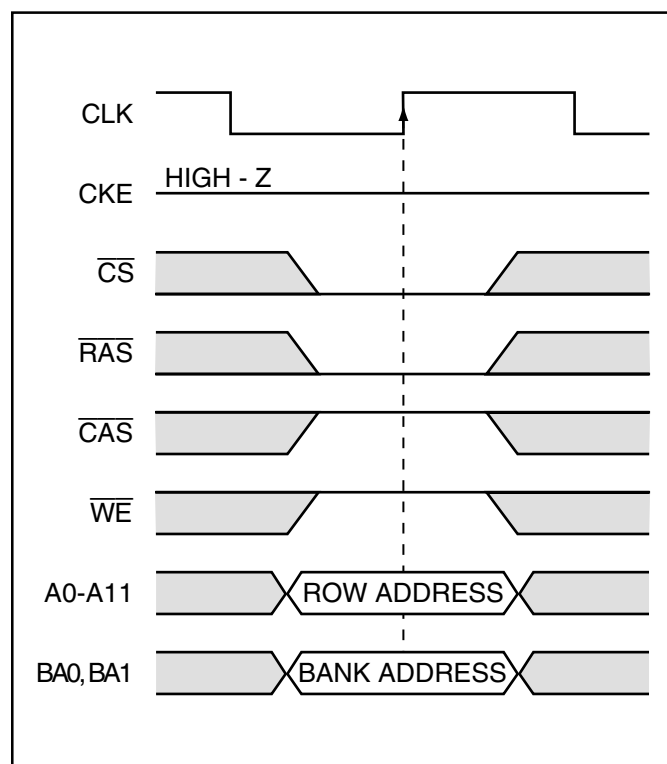 CLK
HIGH - Z
CKE
CS
RAS
CAS
WE
A0-A11 ROW ADDRESS
BA0, BA1 BANK ADDRESS